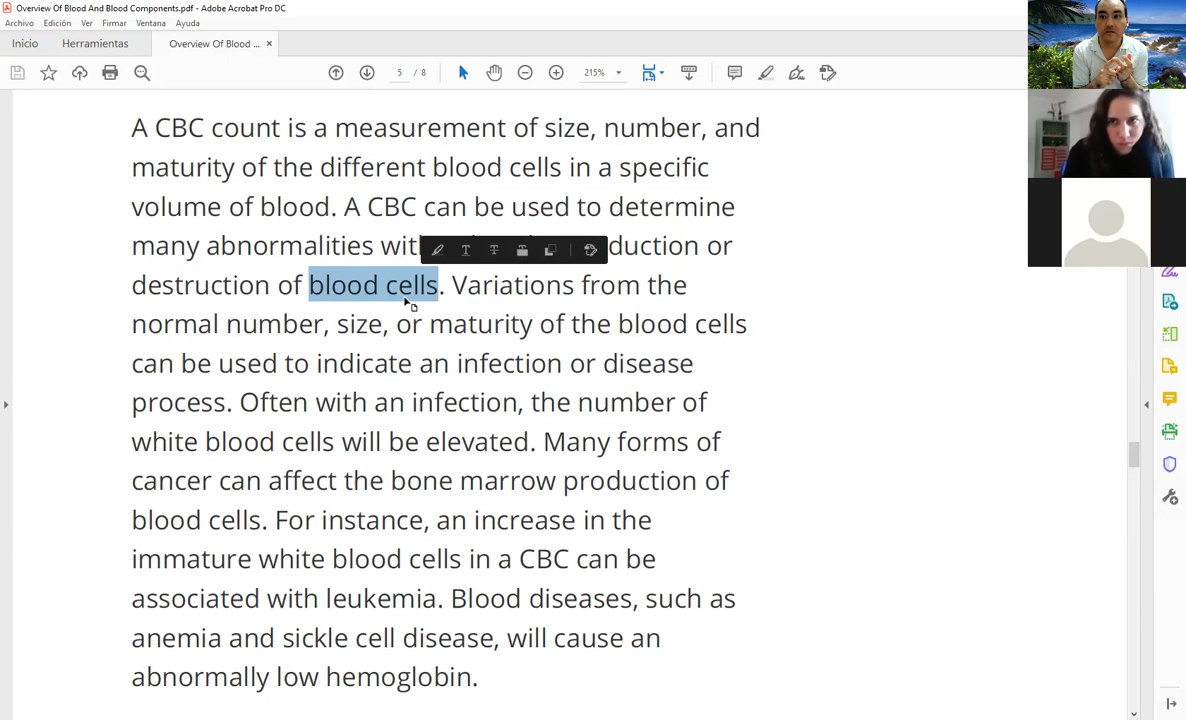 Overview Of Blood And Blood Components.pdf - Adobe Acrobat Pro DC
Archivo Edición Ver Firmar Ventana Ayuda
Inicio Herramientas Overview Of Blood ... ×
5 / 8 215%
A CBC count is a measurement of size, number, and
maturity of the different blood cells in a specific
volume of blood. A CBC can be used to determine
many abnormalities duction or
destruction of blood cells. Variations from the
normal number, size, or maturity of the blood cells
can be used to indicate an infection or disease
process. Often with an infection, the number of
white blood cells will be elevated. Many forms of
cancer can affect the bone marrow production of
blood cells. For instance, an increase in the
immature white blood cells in a CBC can be
associated with leukemia. Blood diseases, such as
anemia and sickle cell disease, will cause an
abnormally low hemoglobin.